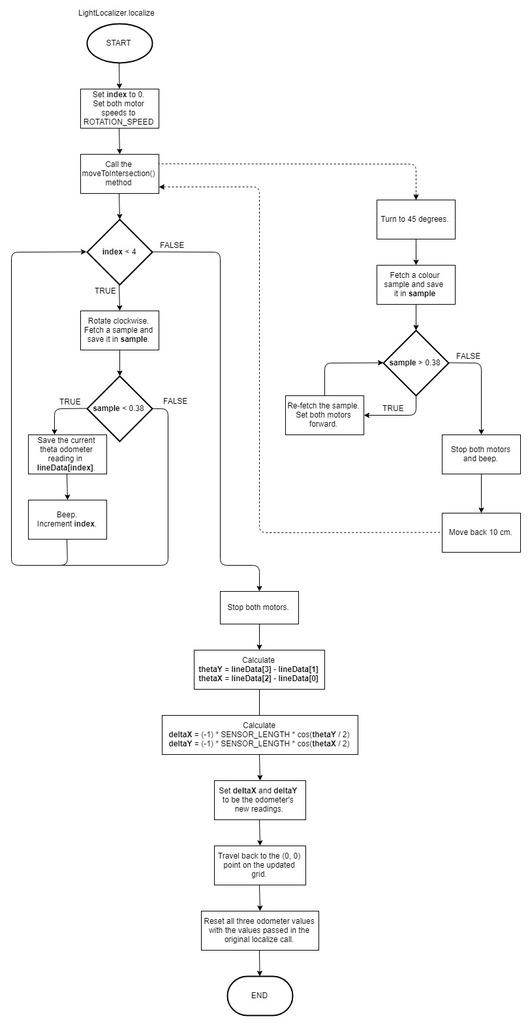 LightLocalizer.localize
START
Set index to 0.
Set both motor
speeds to
ROTATION_SPEED
Call the
moveToIntersection()
method
index < 4
FALSE
TRUE
Rotate clockwise.
Fetch a sample and
save it in sample.
sample < 0.38
TRUE
FALSE
Save the current
theta odometer
reading in
lineData[index].
Beep.
Increment index.
Turn to 45 degrees.
Fetch a colour
sample and save
it in sample
sample > 0.38
FALSE
TRUE
Re-fetch the sample.
Set both motors
forward.
Stop both motors
and beep.
Move back 10 cm.
Stop both motors.
Calculate
thetaY = lineData[3] - lineData[1]
thetaX = lineData[2] - lineData[0]
Calculate
deltaX = (-1) * SENSOR_LENGTH * cos(thetaY / 2)
deltaY = (-1) * SENSOR_LENGTH * cos(thetaX / 2)
Set deltaX and deltaY
to be the odometer's
new readings.
Travel back to the (0, 0)
point on the updated
grid.
Reset all three odometer values
with the values passed in the
original localize call.
END